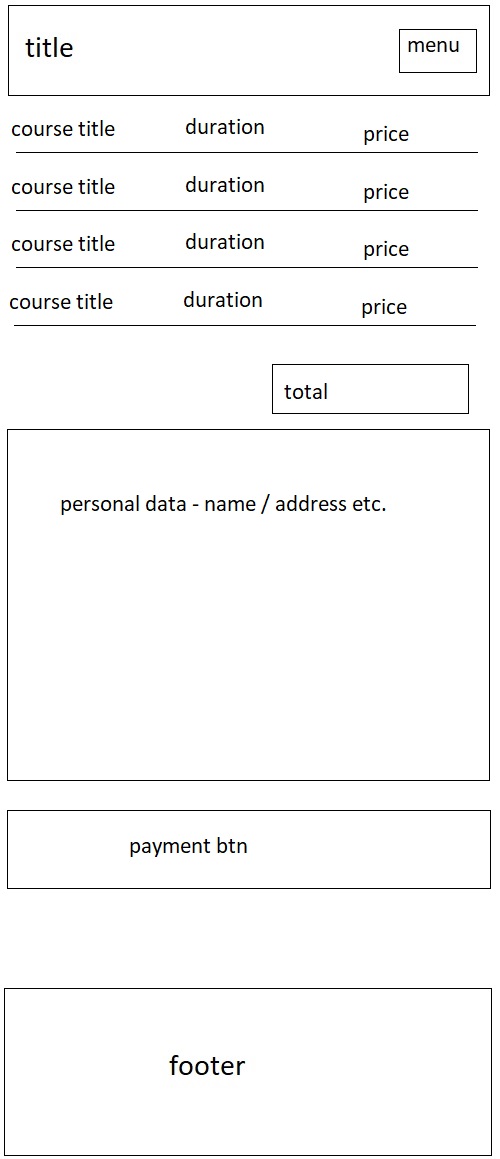 title menu
course title duration price
course title duration price
course title duration price
course title duration price
total
personal data - name / address etc.
payment btn
footer